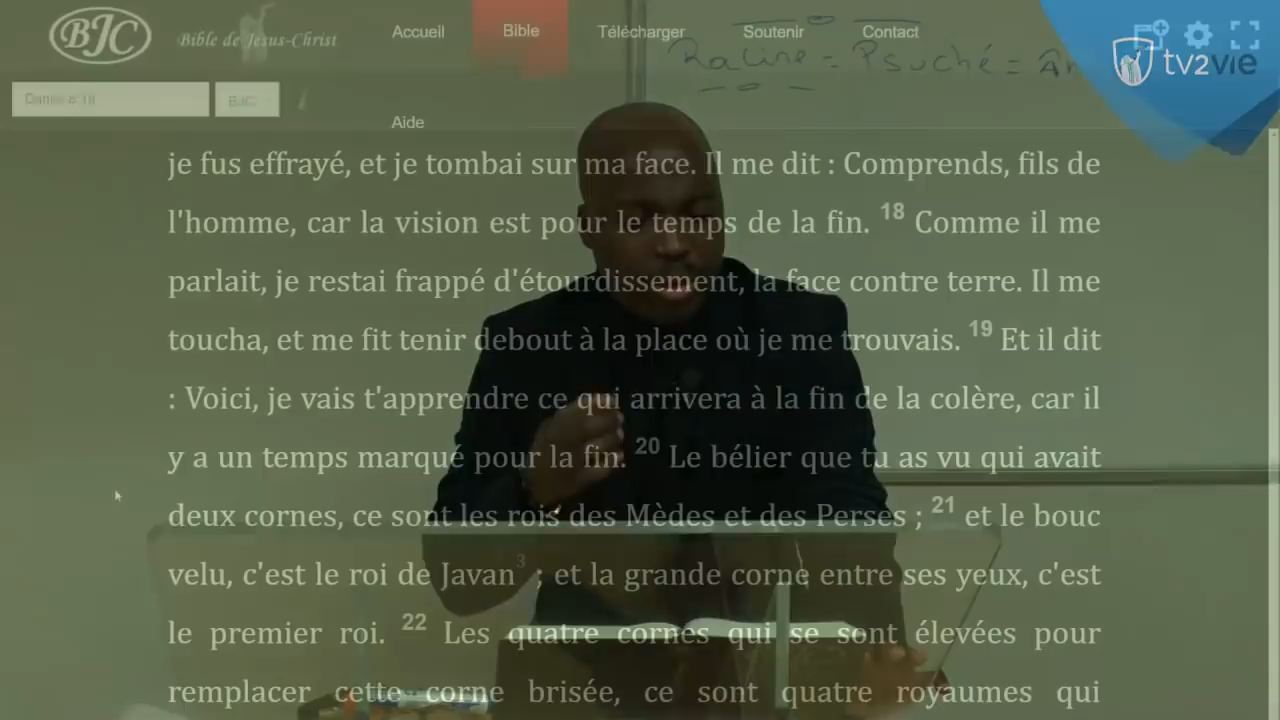 BJC
Bible de Jésus-Christ
Accueil
Bible
Télécharger
Soutenir
Contact
Racine = Psuché =
tv2vie
BJC
Aide
je fus effrayé, et je tombai sur ma face. Il me dit : Comprends, fils de
l'homme, car la vision est pour le temps de la fin. 18 Comme il me
parlait, je restai frappé d'étourdissement, la face contre terre. Il me
toucha, et me fit tenir debout à la place où je me trouvais. 19 Et il dit
: Voici, je vais t'apprendre ce qui arrivera à la fin de la colère, car il
y a un temps marqué pour la fin. 20 Le bélier que tu as vu qui avait
deux cornes, ce sont les rois des Mèdes et des Perses ; 21 et le bouc
velu, c'est le roi de Javan 3 ; et la grande corne entre ses yeux, c'est
le premier roi. 22 Les quatre cornes qui se sont élevées pour
remplacer cette corne brisée, ce sont quatre royaumes qui